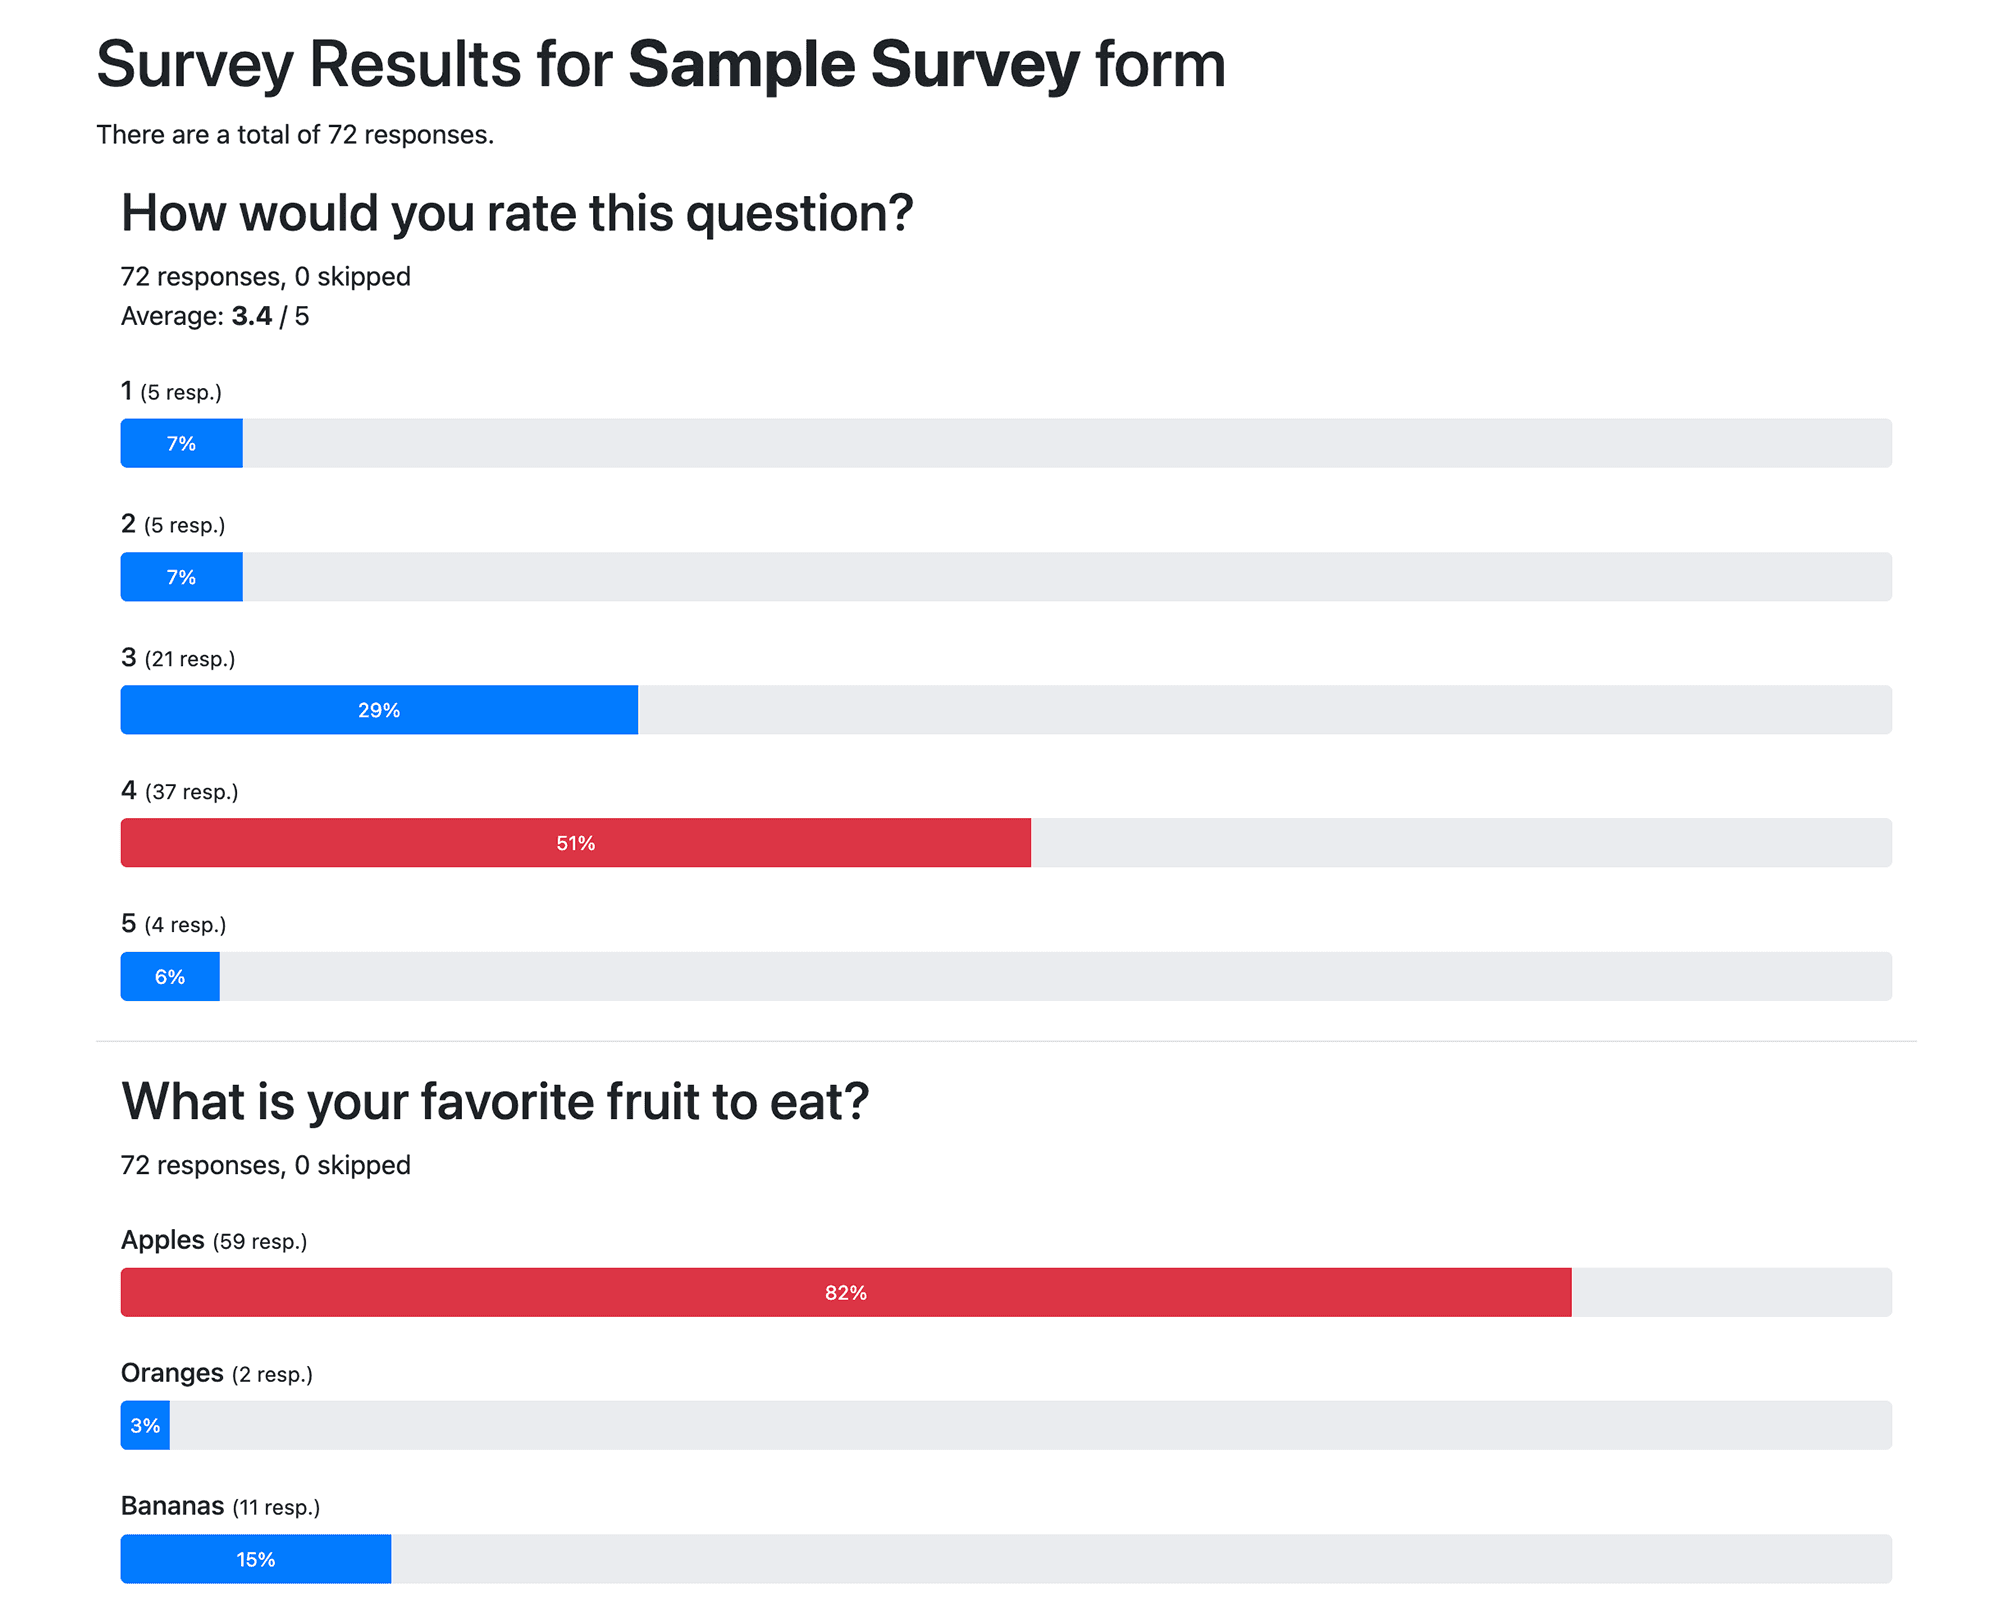 Survey Results for Sample Survey form
There are a total of 72 responses.
How would you rate this question?
72 responses, 0 skipped
Average: 3.4 / 5
1 (5 resp.)
7%
2 (5 resp.)
7%
3 (21 resp.)
29%
4 (37 resp.)
51%
5 (4 resp.)
6%
What is your favorite fruit to eat?
72 responses, 0 skipped
Apples (59 resp.)
82%
Oranges (2 resp.)
3%
Bananas (11 resp.)
15%